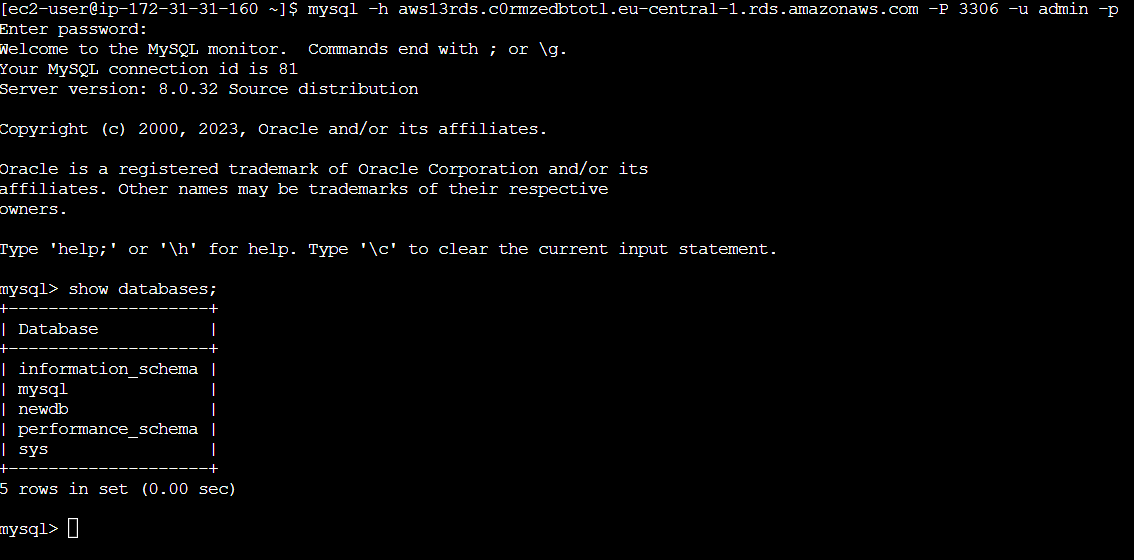 [ec2-user@ip-172-31-31-160 ~]$ mysql -h aws13rds.c0rmzedbtotl.eu-central-1.rds.amazonaws.com -P 3306 -u admin -p
Enter password:
Welcome to the MySQL monitor.  Commands end with ; or \g.
Your MySQL connection id is 81
Server version: 8.0.32 Source distribution

Copyright (c) 2000, 2023, Oracle and/or its affiliates.

Oracle is a registered trademark of Oracle Corporation and/or its
affiliates. Other names may be trademarks of their respective
owners.

Type 'help;' or '\h' for help. Type '\c' to clear the current input statement.

mysql> show databases;
+--------------------+
| Database           |
+--------------------+
| information_schema |
| mysql              |
| newdb              |
| performance_schema |
| sys                |
+--------------------+
5 rows in set (0.00 sec)

mysql>